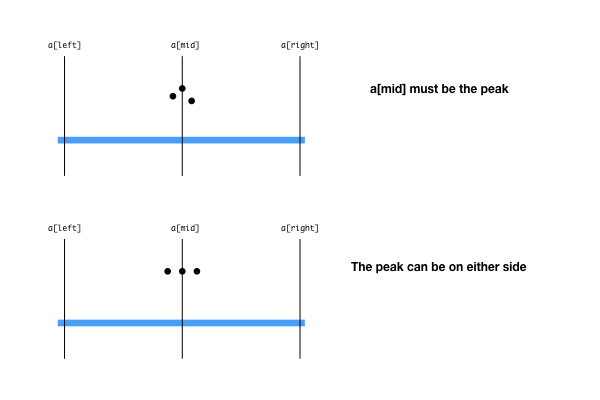 a[left] a[mid] a[right]
a[mid] must be the peak
a[left] a[mid] a[right]
The peak can be on either side